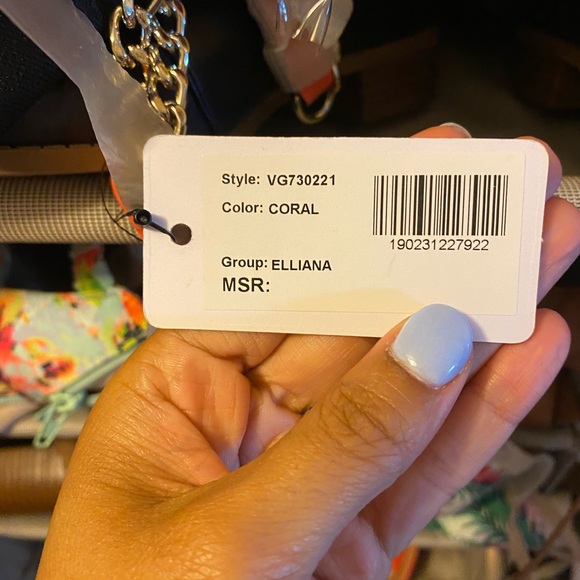 Style: VG730221
Color: CORAL
190231227922
Group: ELLIANA
MSR: